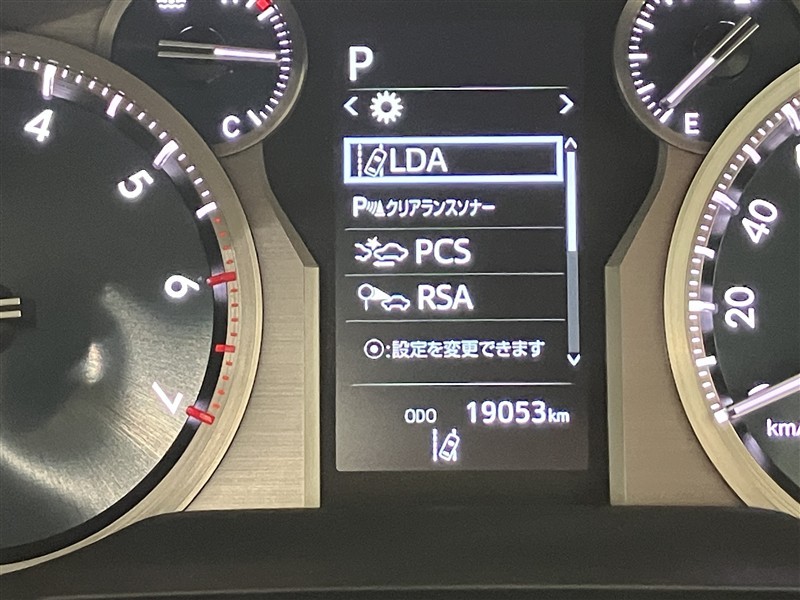 P
LDA
Pクリアランスソナー
PCS
RSA
⦿:設定を変更できます
ODO 19053km
4
5
6
7
C
E
40
20
km/